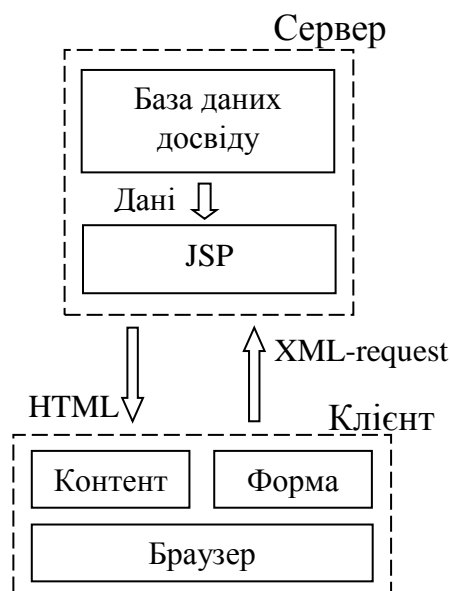 Сервер
База даних
досвіду
Дані
JSP
XML-request
HTML
Клієнт
Контент
Форма
Браузер